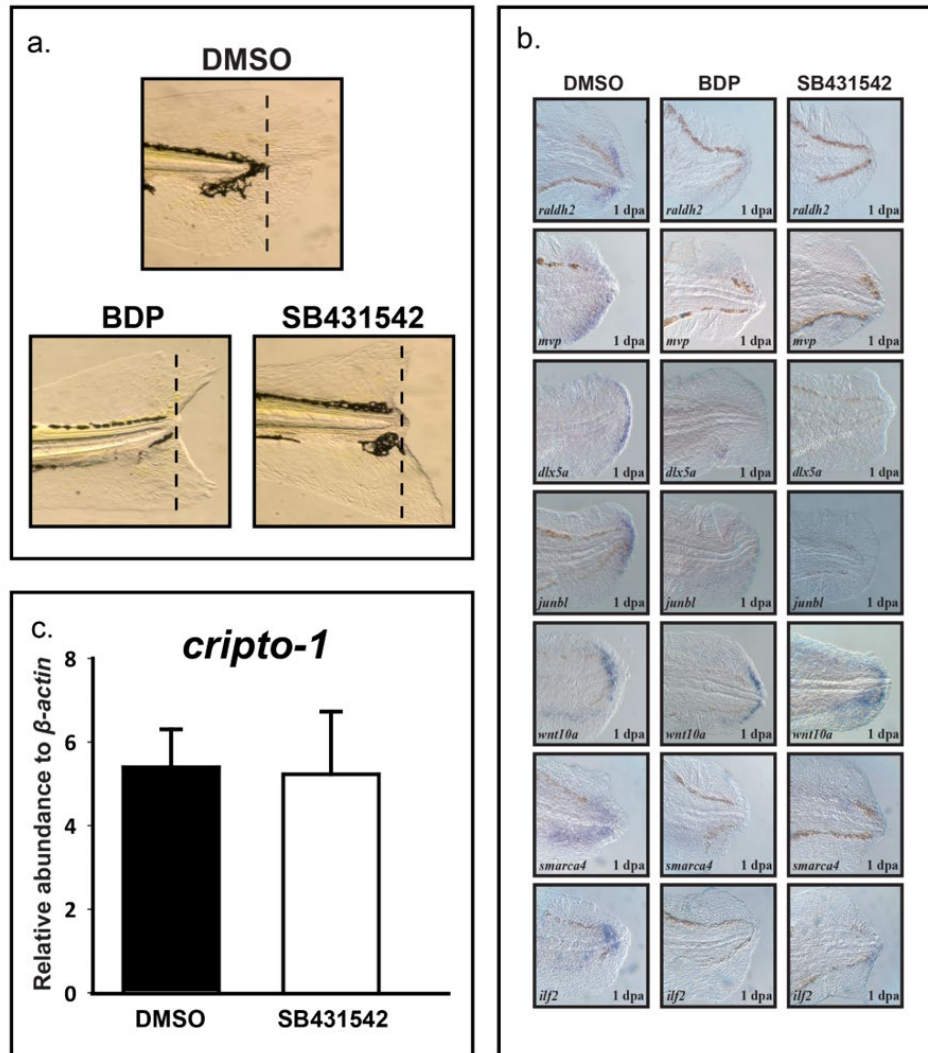 a.
DMSO
BDP SB431542
b.
DMSO BDP SB431542
raldh2 1 dpa raldh2 1 dpa raldh2 1 dpa
mvp 1 dpa mvp 1 dpa mvp 1 dpa
dlx5a 1 dpa dlx5a 1 dpa dlx5a 1 dpa
junbl 1 dpa junbl 1 dpa junbl 1 dpa
wnt10a 1 dpa wnt10a 1 dpa wnt10a 1 dpa
smarca4 1 dpa smarca4 1 dpa smarca4 1 dpa
ilf2 1 dpa ilf2 1 dpa ilf2 1 dpa
c.
cripto-1
Relative abundance to β-actin
8
6
4
2
0
DMSO SB431542